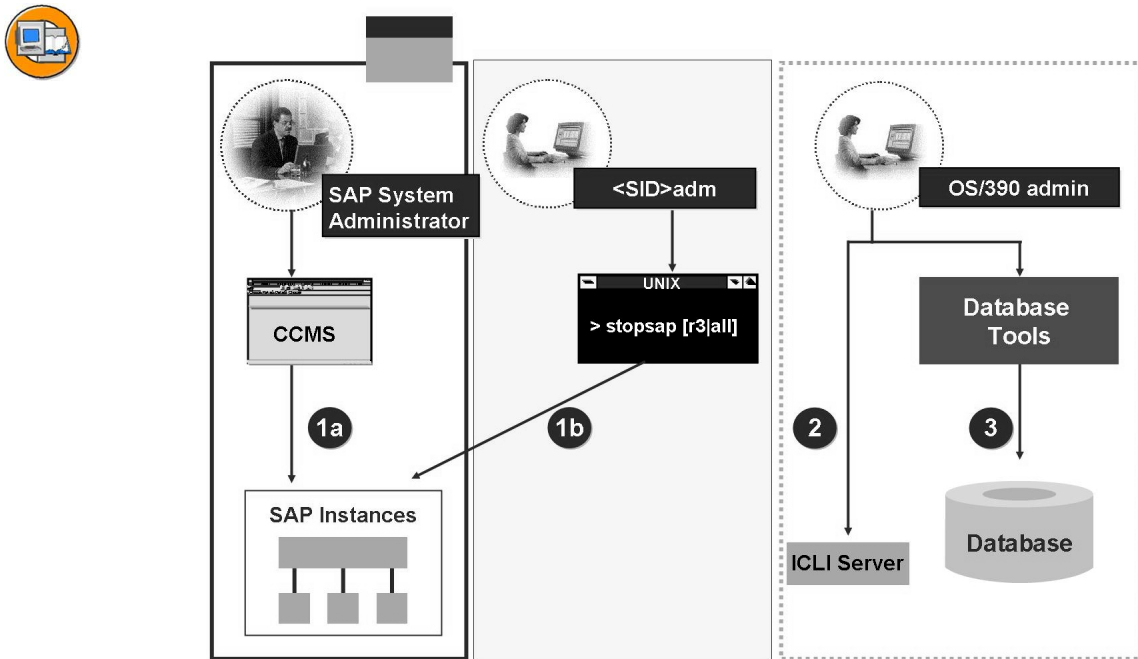 SAP System
Administrator
<SID>adm
OS/390 admin
CCMS
UNIX
> stopsap [r3|all]
Database
Tools
1a
1b
2
3
SAP Instances
ICLI Server
Database